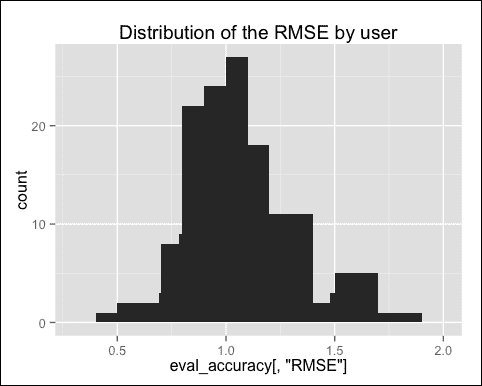 Distribution of the RMSE by user
count
20
10
0
0.5 1.0 1.5 2.0
eval_accuracy[, "RMSE"]